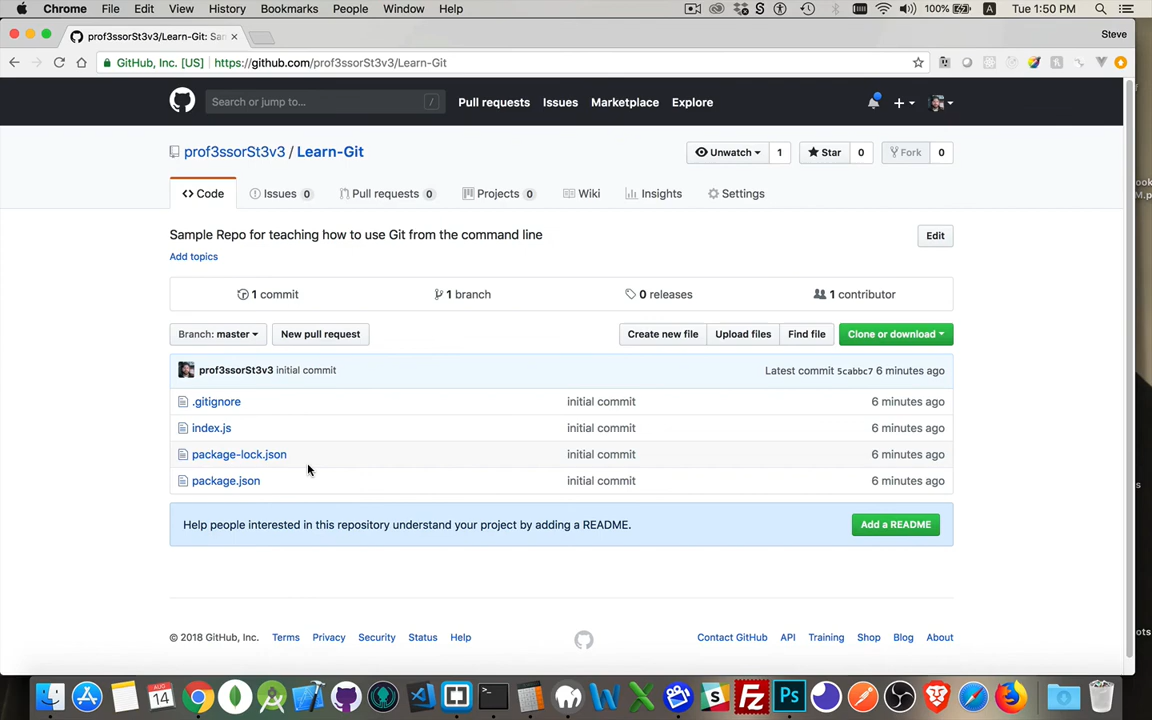 Chrome File Edit View History Bookmarks People Window Help 100% A Tue 1:50 PM
prof3ssorSt3v3/Learn-Git: Sam
Steve
GitHub, Inc. [US] https://github.com/prof3ssorSt3v3/Learn-Git
Search or jump to... / Pull requests Issues Marketplace Explore
prof3ssorSt3v3 / Learn-Git Unwatch 1 Star 0 Fork 0
Code Issues 0 Pull requests 0 Projects 0 Wiki Insights Settings
Sample Repo for teaching how to use Git from the command line Edit
Add topics
1 commit 1 branch 0 releases 1 contributor
Branch: master New pull request Create new file Upload files Find file Clone or download
prof3ssorSt3v3 initial commit Latest commit 5cabbc7 6 minutes ago
.gitignore initial commit 6 minutes ago
index.js initial commit 6 minutes ago
package-lock.json initial commit 6 minutes ago
package.json initial commit 6 minutes ago
Help people interested in this repository understand your project by adding a README. Add a README
© 2018 GitHub, Inc. Terms Privacy Security Status Help Contact GitHub API Training Shop Blog About
AUG
14
Ps